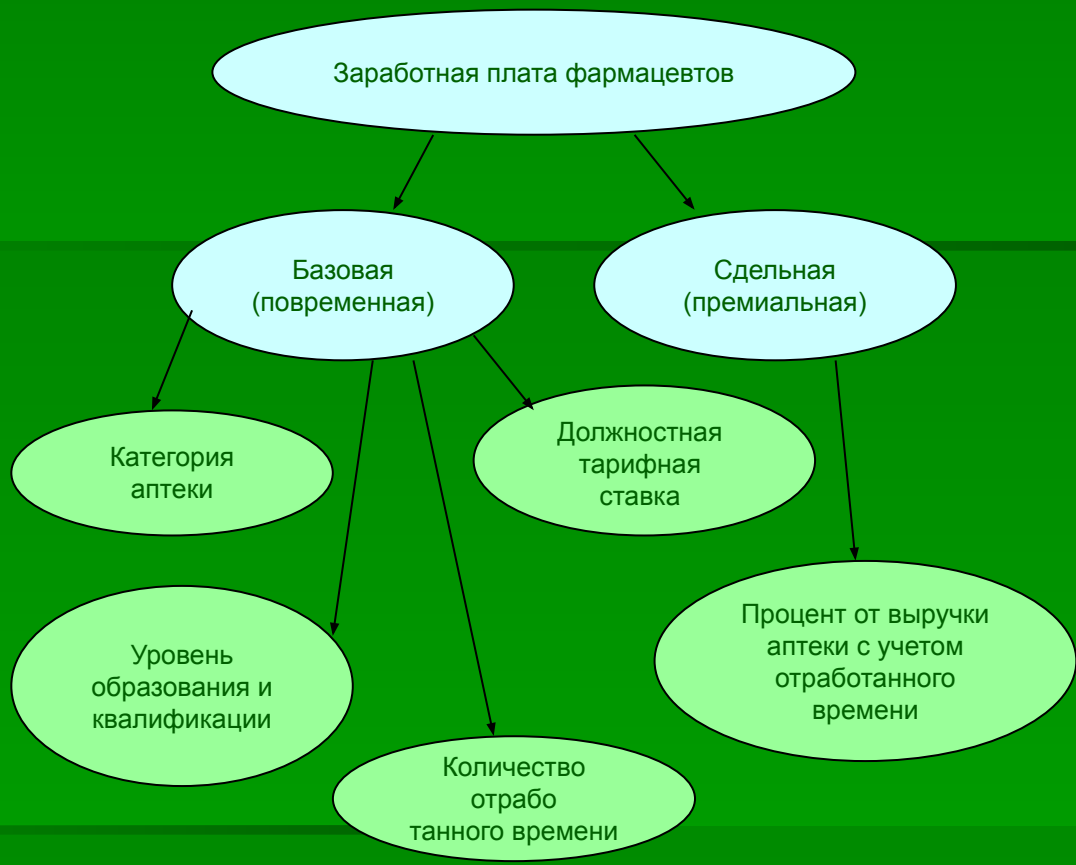 Заработная плата фармацевтов
Базовая
(повременная)
Сдельная
(премиальная)
Категория
аптеки
Должностная
тарифная
ставка
Уровень
образования и
квалификации
Количество
отрабо
танного времени
Процент от выручки
аптеки с учетом
отработанного
времени